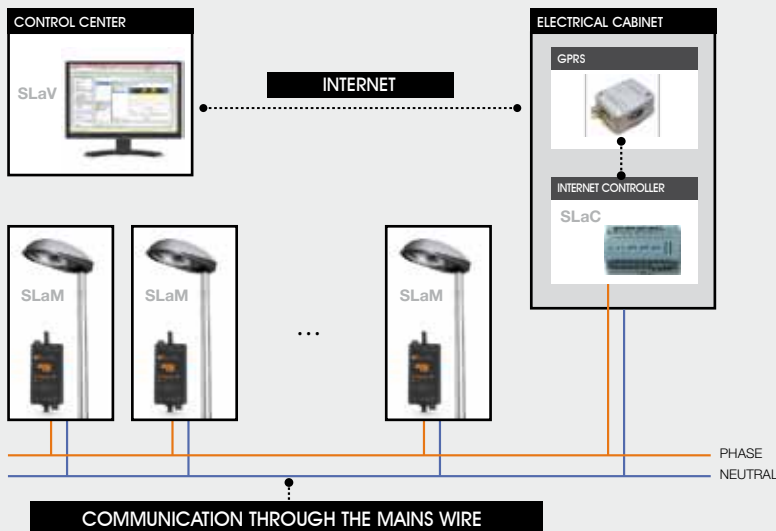 CONTROL CENTER
SLaV
INTERNET
ELECTRICAL CABINET
GPRS
INTERNET CONTROLLER
SLaC
SLaM
SLaM
...
SLaM
PHASE
NEUTRAL
COMMUNICATION THROUGH THE MAINS WIRE